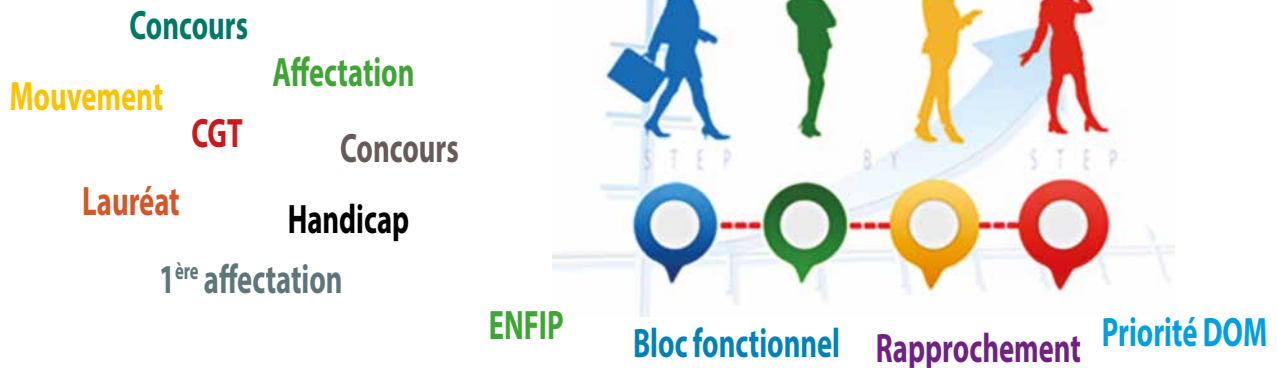 Concours
Affectation
Mouvement
CGT
Concours
STEP BY STEP
Lauréat
Handicap
1ère affectation
ENFIP
Bloc fonctionnel
Rapprochement
Priorité DOM